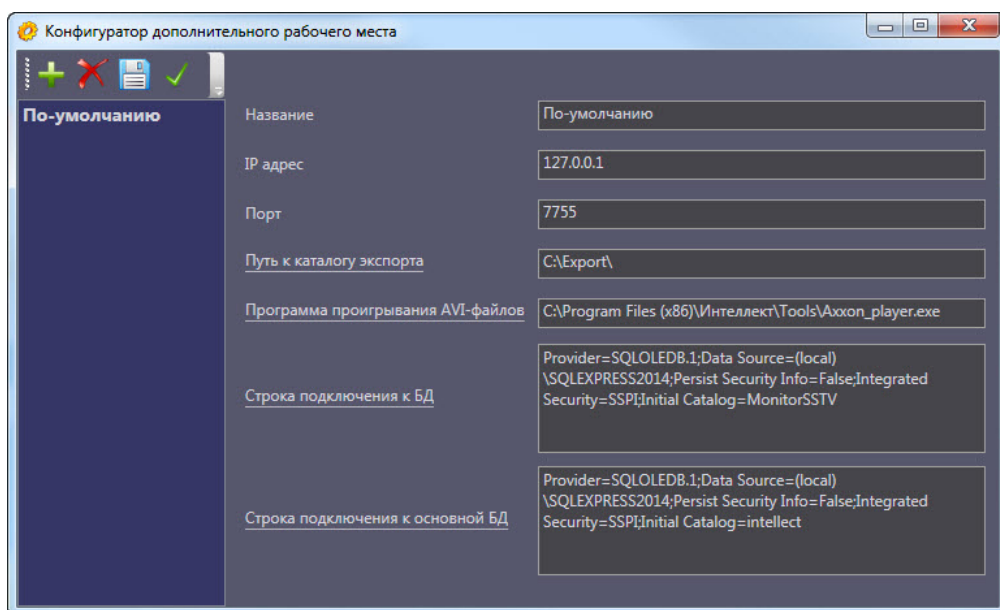 Конфигуратор дополнительного рабочего места
По-умолчанию
Название
По-умолчанию
IP адрес
127.0.0.1
Порт
7755
Путь к каталогу экспорта
C:\Export\
Программа проигрывания AVI-файлов
C:\Program Files (x86)\Интеллект\Tools\Axxon_player.exe
Строка подключения к БД
Provider=SQLOLEDB.1;Data Source=(local)
\SQLEXPRESS2014;Persist Security Info=False;Integrated
Security=SSPI;Initial Catalog=MonitorSSTV
Строка подключения к основной БД
Provider=SQLOLEDB.1;Data Source=(local)
\SQLEXPRESS2014;Persist Security Info=False;Integrated
Security=SSPI;Initial Catalog=intellect